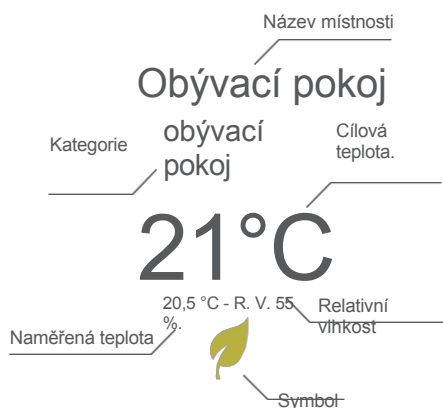 Název místnosti
Obývací pokoj
Kategorie
obývací
pokoj
Cílová
teplota.
21°C
20,5 °C - R. V. 55
%.
Relativní
vlhkost
Naměřená teplota
Symbol